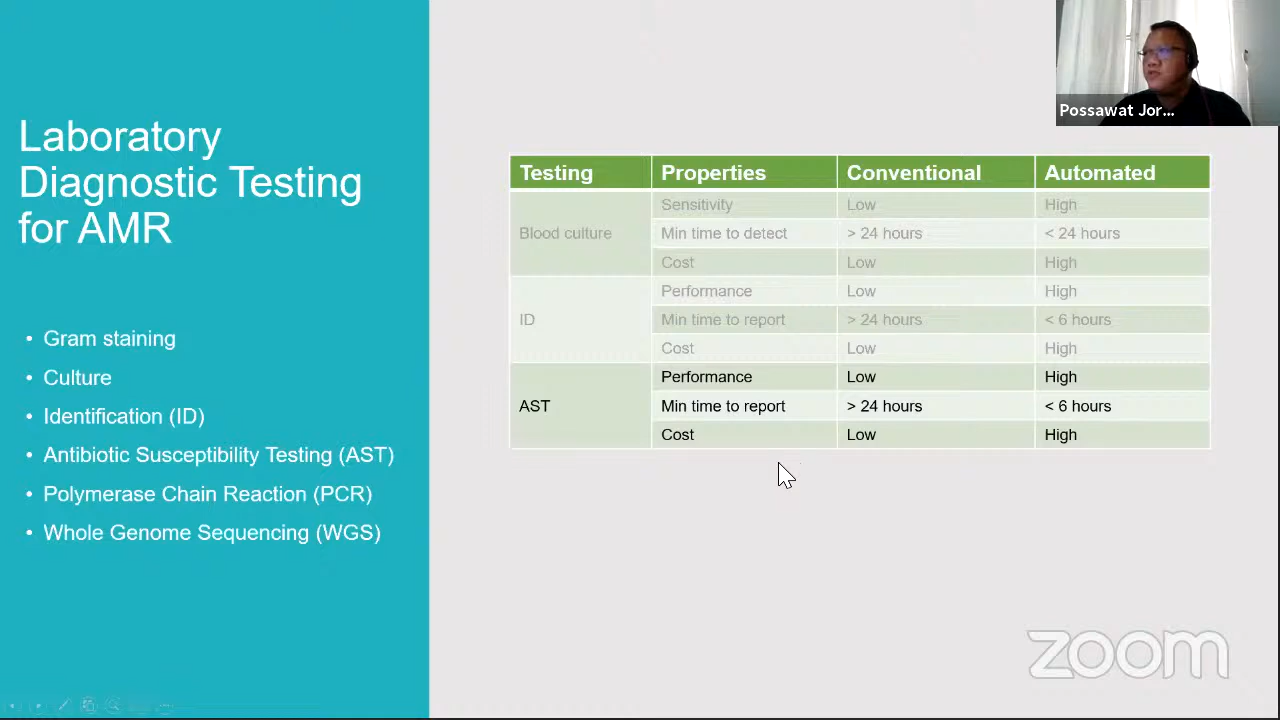 Laboratory
Diagnostic Testing
for AMR
• Gram staining
• Culture
• Identification (ID)
• Antibiotic Susceptibility Testing (AST)
• Polymerase Chain Reaction (PCR)
• Whole Genome Sequencing (WGS)
Possawat Jor...
Testing Properties Conventional Automated
Blood culture Sensitivity Low High
Min time to detect > 24 hours < 24 hours
Cost Low High
ID Performance Low High
Min time to report > 24 hours < 6 hours
Cost Low High
AST Performance Low High
Min time to report > 24 hours < 6 hours
Cost Low High
zoom